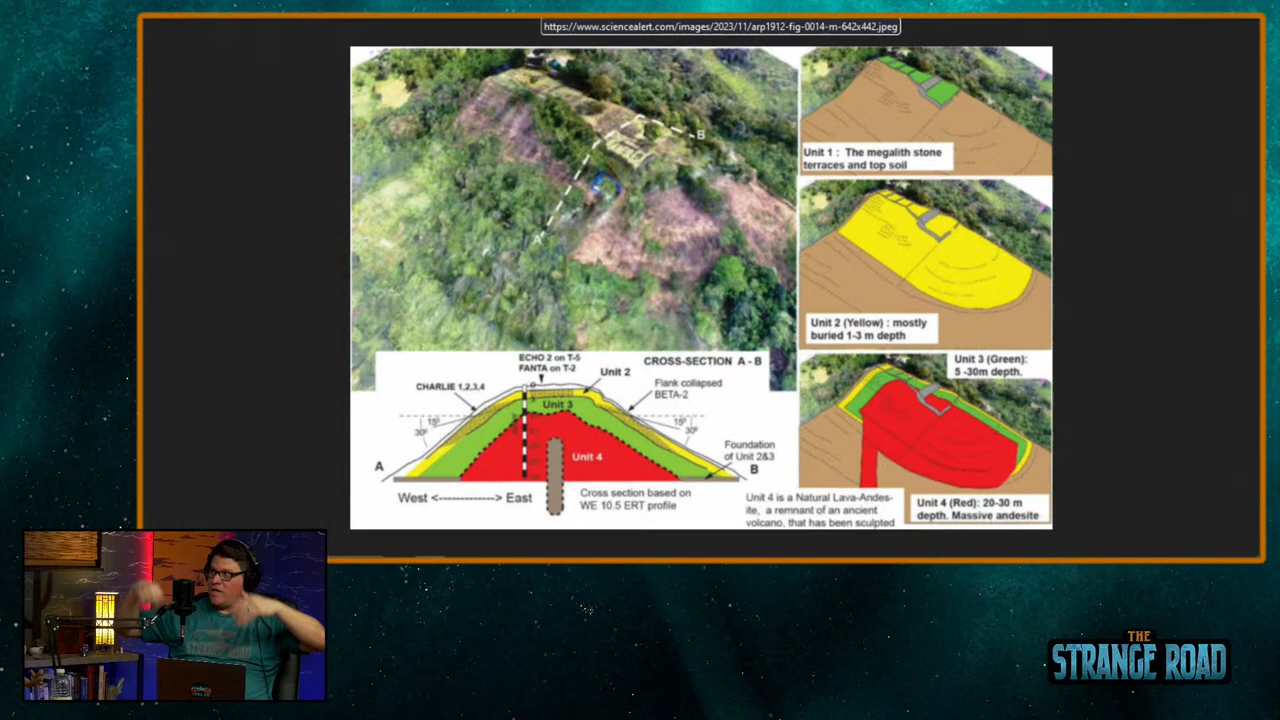 https://www.sciencealert.com/images/2023/11/arp1912-fig-0014-m-642x442.jpeg
B
A
Unit 1 : The megalith stone
terraces and top soil
Unit 2 (Yellow) : mostly
buried 1-3 m depth
Unit 3 (Green):
5 -30m depth.
Unit 4 (Red): 20-30 m
depth. Massive andesite
ECHO 2 on T-5
FANTA on T-2
CROSS-SECTION A - B
Unit 2
CHARLIE 1,2,3,4
Flank collapsed
BETA-2
Unit 3
15º
30º
15º
30º
Unit 4
Foundation
of Unit 2&3
A
B
West <------------> East
Cross section based on
WE 10.5 ERT profile
Unit 4 is a Natural Lava-Andes-
ite, a remnant of an ancient
volcano, that has been sculpted
THE
STRANGE ROAD